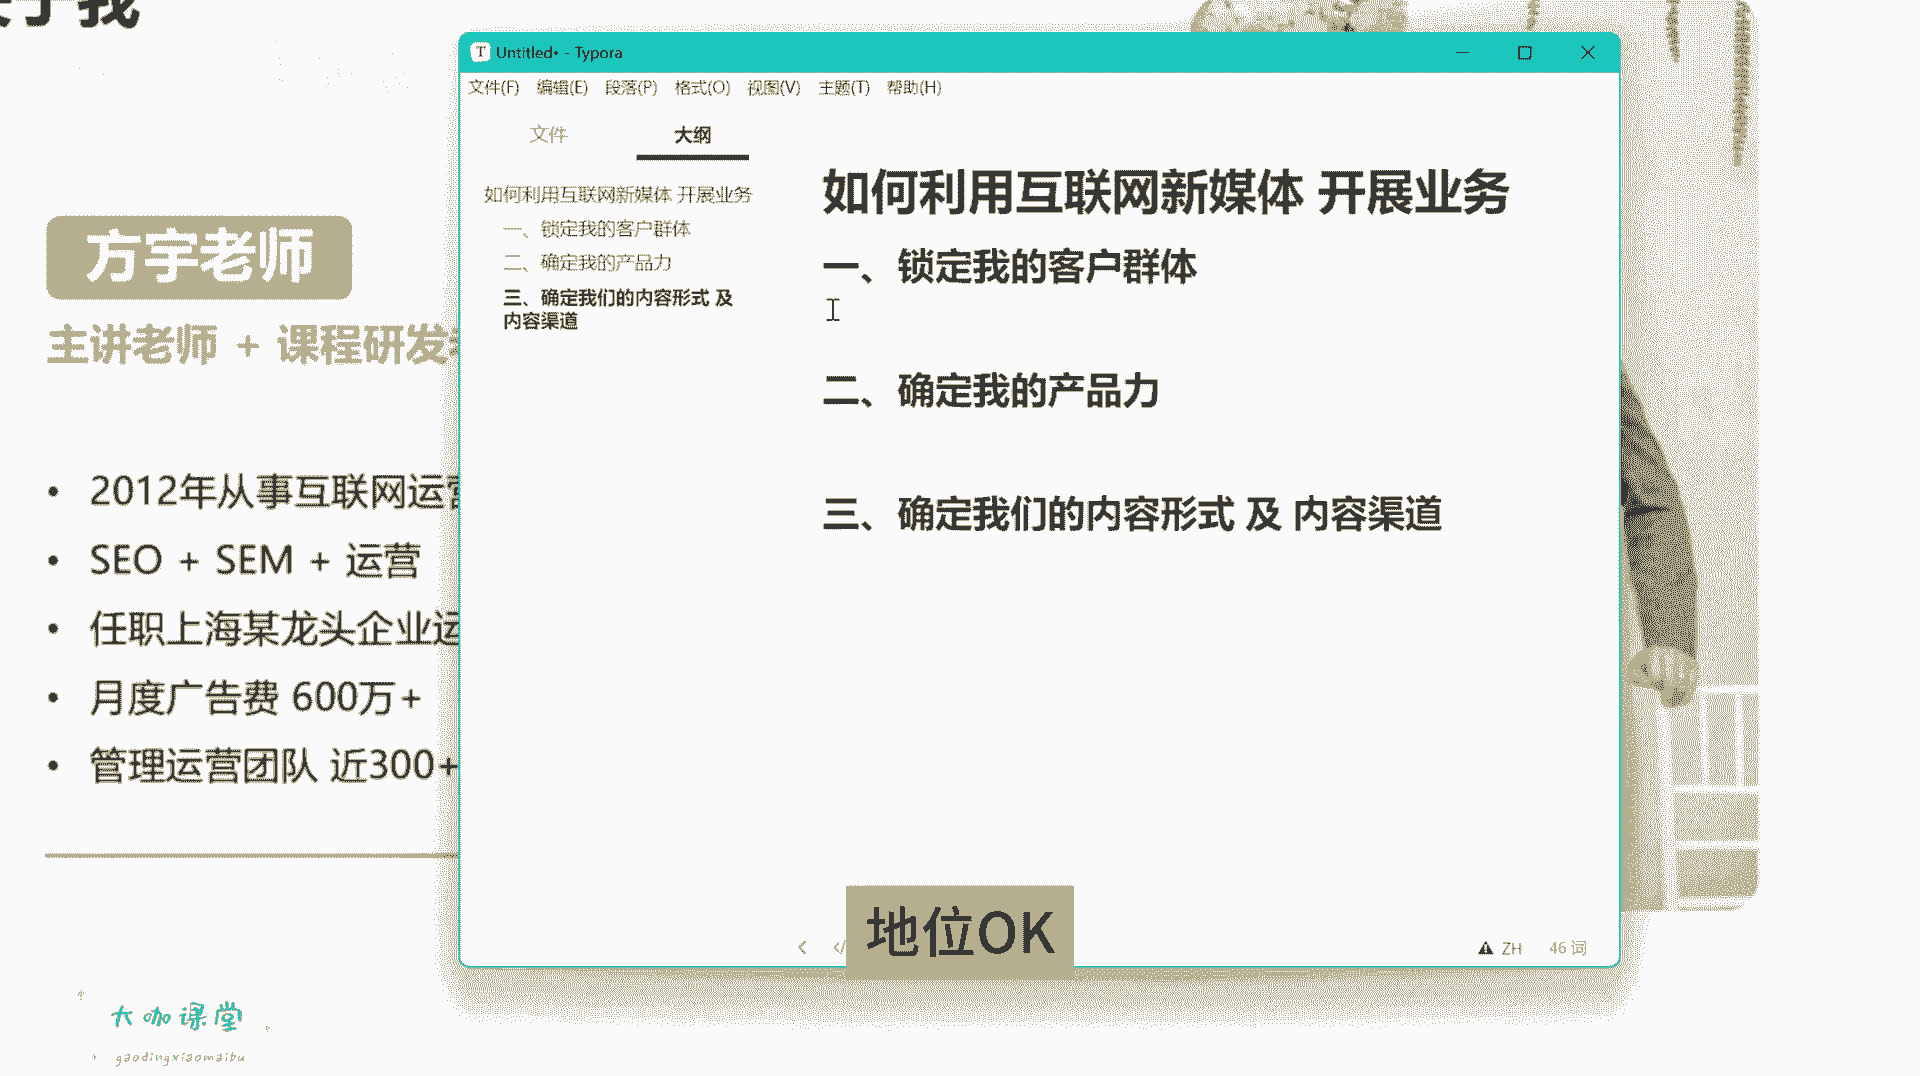 方宇老师
主讲老师 + 课程研发
2012年从事互联网运营
SEO + SEM + 运营
任职上海某龙头企业运
月度广告费 600万+
管理运营团队 近300+
Untitled• - Typora
文件(F) 编辑(E) 段落(P) 格式(O) 视图(V) 主题(T) 帮助(H)
文件 大纲
如何利用互联网新媒体 开展业务
一、锁定我的客户群体
二、确定我的产品力
三、确定我们的内容形式 及
内容渠道
如何利用互联网新媒体 开展业务
一、锁定我的客户群体
二、确定我的产品力
三、确定我们的内容形式 及 内容渠道
ZH 46 词
地位OK
大咖课堂
gaodingxiaomaibu